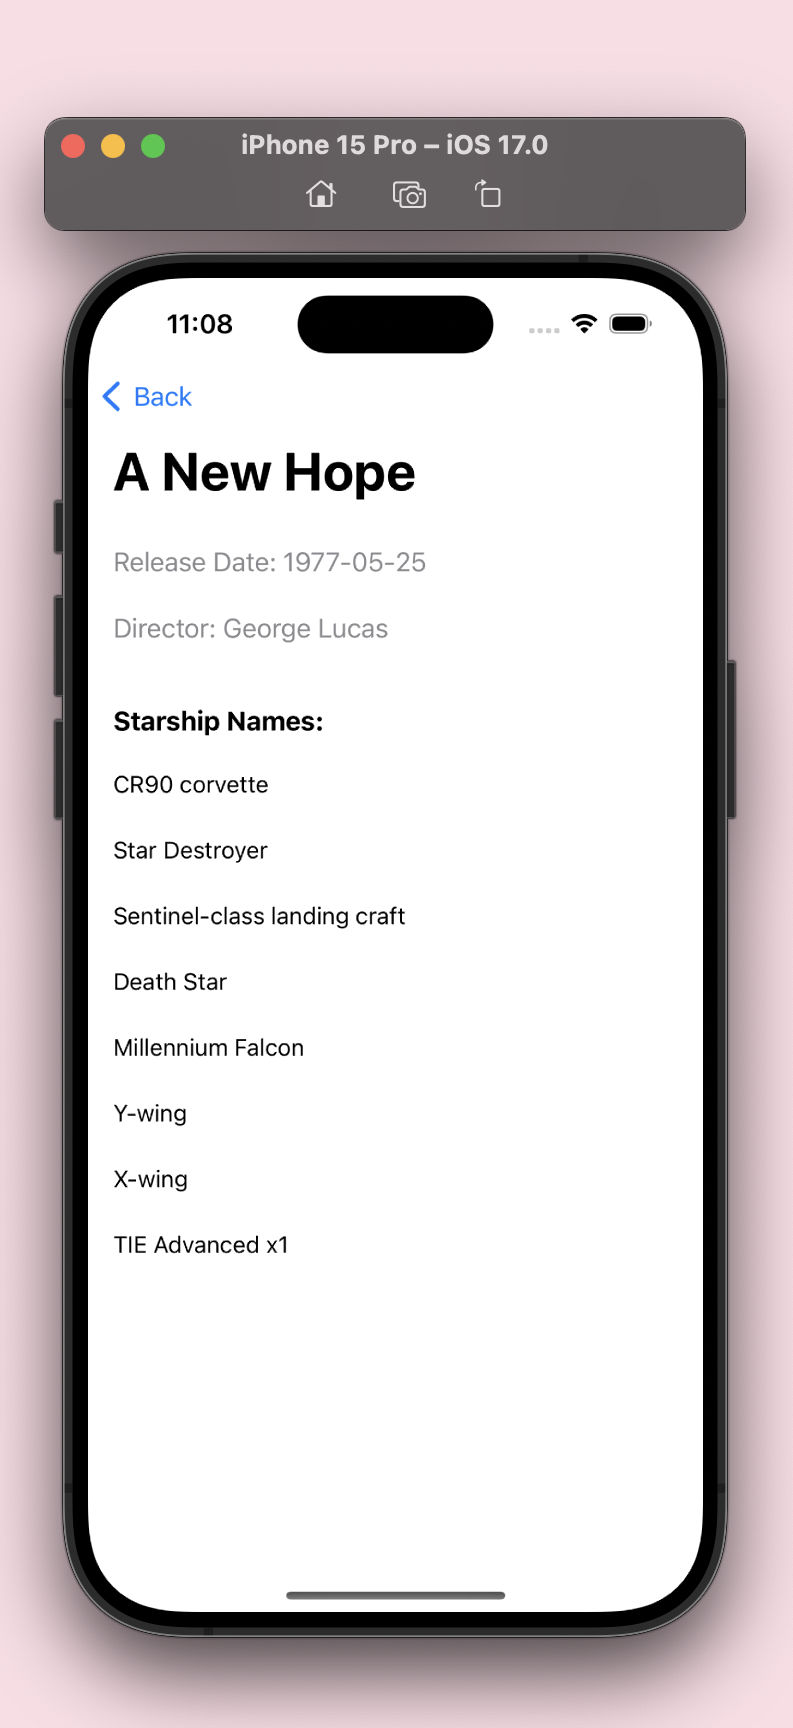 iPhone 15 Pro – iOS 17.0
11:08
Back
A New Hope
Release Date: 1977-05-25
Director: George Lucas
Starship Names:
CR90 corvette
Star Destroyer
Sentinel-class landing craft
Death Star
Millennium Falcon
Y-wing
X-wing
TIE Advanced x1